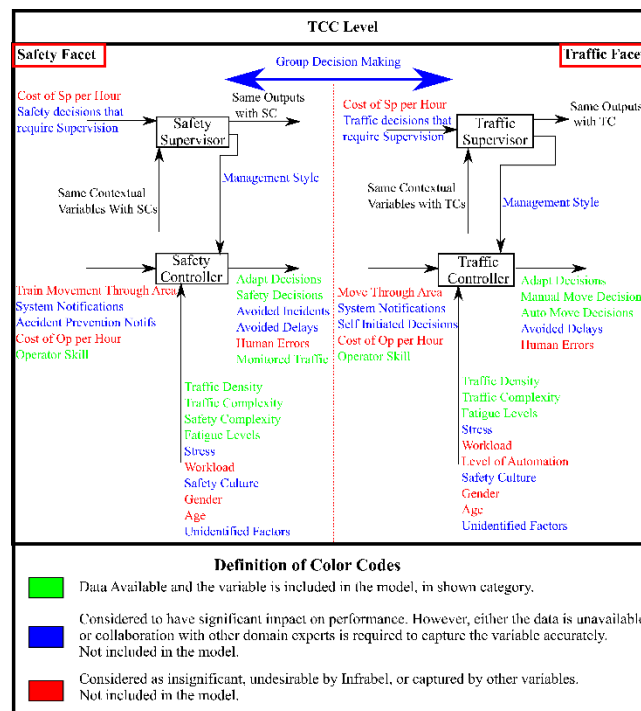 TCC Level
Safety Facet
Traffic Facet
Group Decision Making
Cost of Sp per Hour
Safety decisions that
require Supervision
Same Outputs
with SC
Safety
Supervisor
Same Contextual
Variables With SCs
Management Style
Safety
Controller
Train Movement Through Area
System Notifications
Accident Prevention Notifs
Cost of Op per Hour
Operator Skill
Adapt Decisions
Safety Decisions
Avoided Incidents
Avoided Delays
Human Errors
Monitored Traffic
Traffic Density
Traffic Complexity
Safety Complexity
Fatigue Levels
Stress
Workload
Safety Culture
Gender
Age
Unidentified Factors
Cost of Sp per Hour
Traffic decisions that
require Supervision
Same Outputs
with TC
Traffic
Supervisor
Same Contextual
Variables with TCs
Management Style
Traffic
Controller
Move Through Area
System Notifications
Self Initiated Decisions
Cost of Op per Hour
Operator Skill
Adapt Decisions
Manual Move Decision
Auto Move Decisions
Avoided Delays
Human Errors
Traffic Density
Traffic Complexity
Fatigue Levels
Stress
Workload
Level of Automation
Safety Culture
Gender
Age
Unidentified Factors
Definition of Color Codes
Data Available and the variable is included in the model, in shown category.
Considered to have significant impact on performance. However, either the data is unavailable
or collaboration with other domain experts is required to capture the variable accurately.
Not included in the model.
Considered as insignificant, undesirable by Infrabel, or captured by other variables.
Not included in the model.